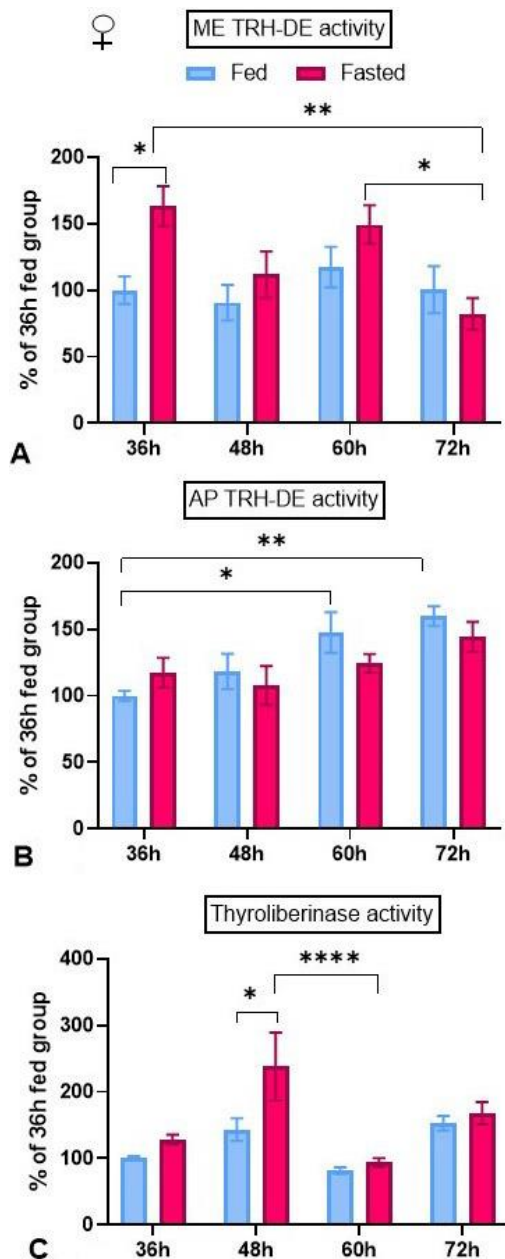 ♀ ME TRH-DE activity
Fed Fasted
**
*
*
200
150
100
50
0
% of 36h fed group
36h 48h 60h 72h
A
AP TRH-DE activity
**
*
200
150
100
50
0
% of 36h fed group
36h 48h 60h 72h
B
Thyroliberinase activity
****
*
400
300
200
100
0
% of 36h fed group
36h 48h 60h 72h
C